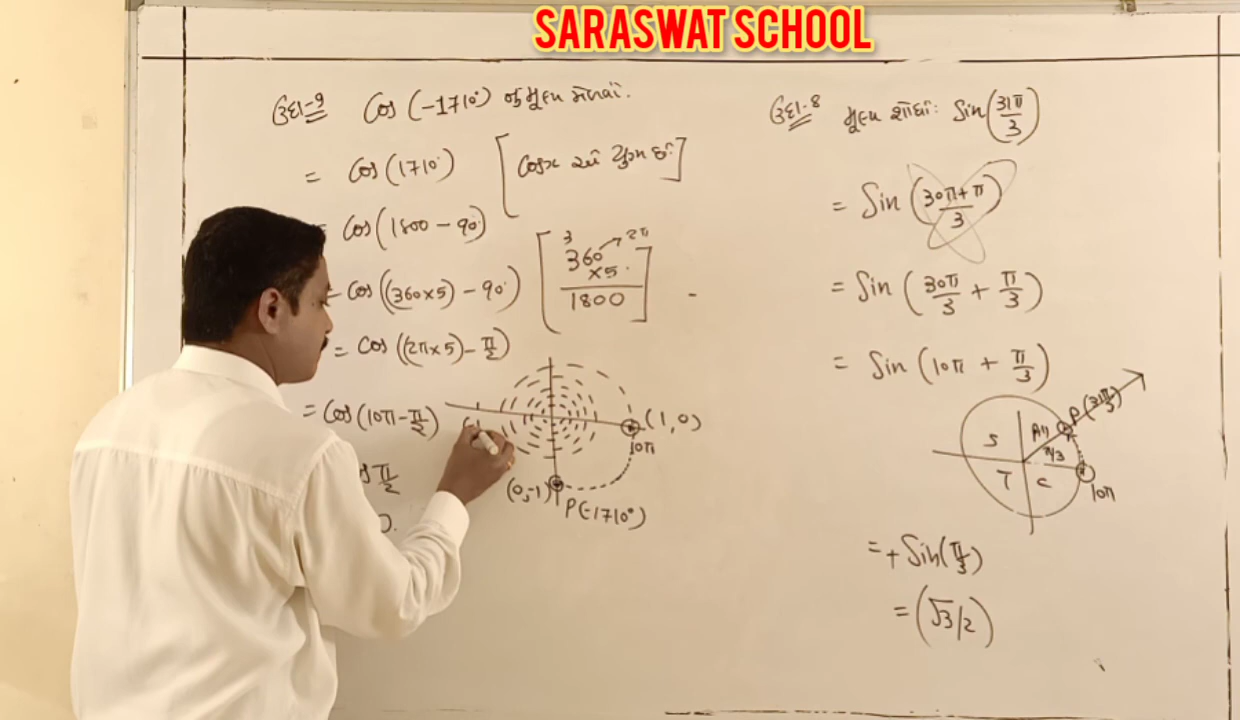 SARASWAT SCHOOL
ઉદા-9 Cos (-1710°) નું મૂલ્ય મેળવો.
= Cos (1710°) [Cosx એ યુગ્મ છે]
Cos (1800 - 90°)
= Cos ((360×5) - 90°)
3
360 → 2π
×5
1800
= Cos ((2π×5) - π/2)
= Cos (10π - π/2)
π/2
0.
(1, 0)
10π
(0, -1)
P(-1710°)
ઉદા-8 મૂલ્ય શોધો: Sin (31π/3)
= Sin (30π+π/3)
= Sin (30π/3 + π/3)
= Sin (10π + π/3)
P(31π/3)
S All
π/3
T C
10π
= + Sin(π/3)
= (√3/2)